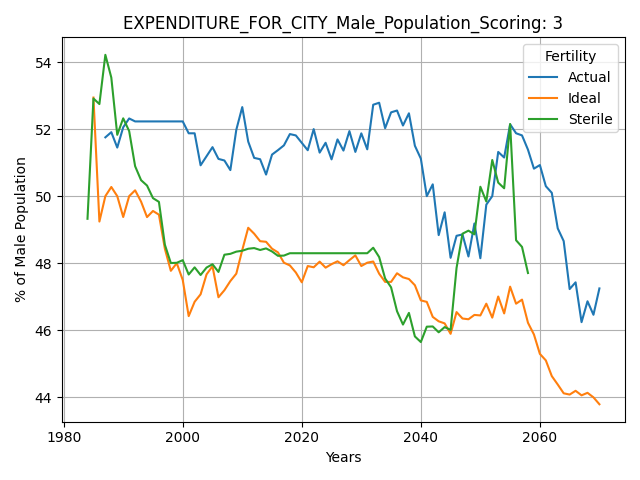 EXPENDITURE_FOR_CITY_Male_Population_Scoring: 3
Fertility
Actual
Ideal
Sterile
% of Male Population
54
52
50
48
46
44
1980
2000
2020
2040
2060
Years